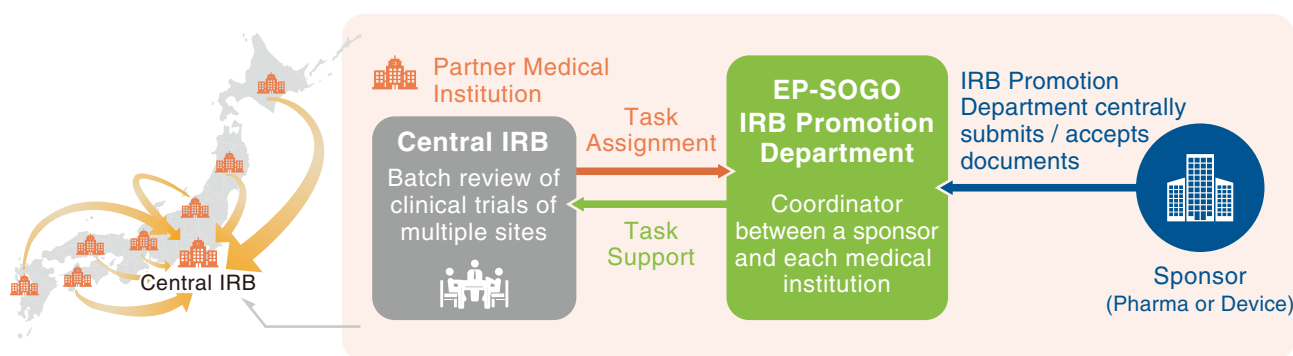 Central IRB
Partner Medical
Institution
Central IRB
Batch review of
clinical trials of
multiple sites
Task
Assignment
Task
Support
EP-SOGO
IRB Promotion
Department
Coordinator
between a sponsor
and each medical
institution
IRB Promotion
Department centrally
submits / accepts
documents
Sponsor
(Pharma or Device)